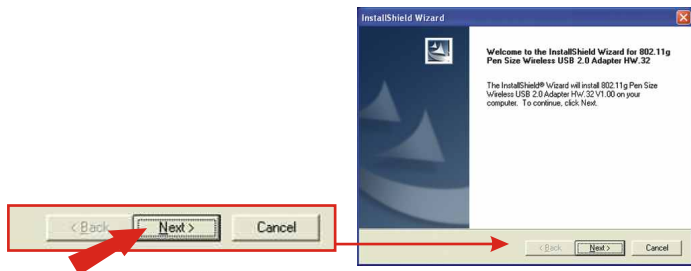 InstallShield Wizard
Welcome to the InstallShield Wizard for 802.11g
Pen Size Wireless USB 2.0 Adapter HW.32
The InstallShield® Wizard will install 802.11g Pen Size
Wireless USB 2.0 Adapter HW.32 V1.00 on your
computer. To continue, click Next.
< Back Next > Cancel
< Back Next > Cancel